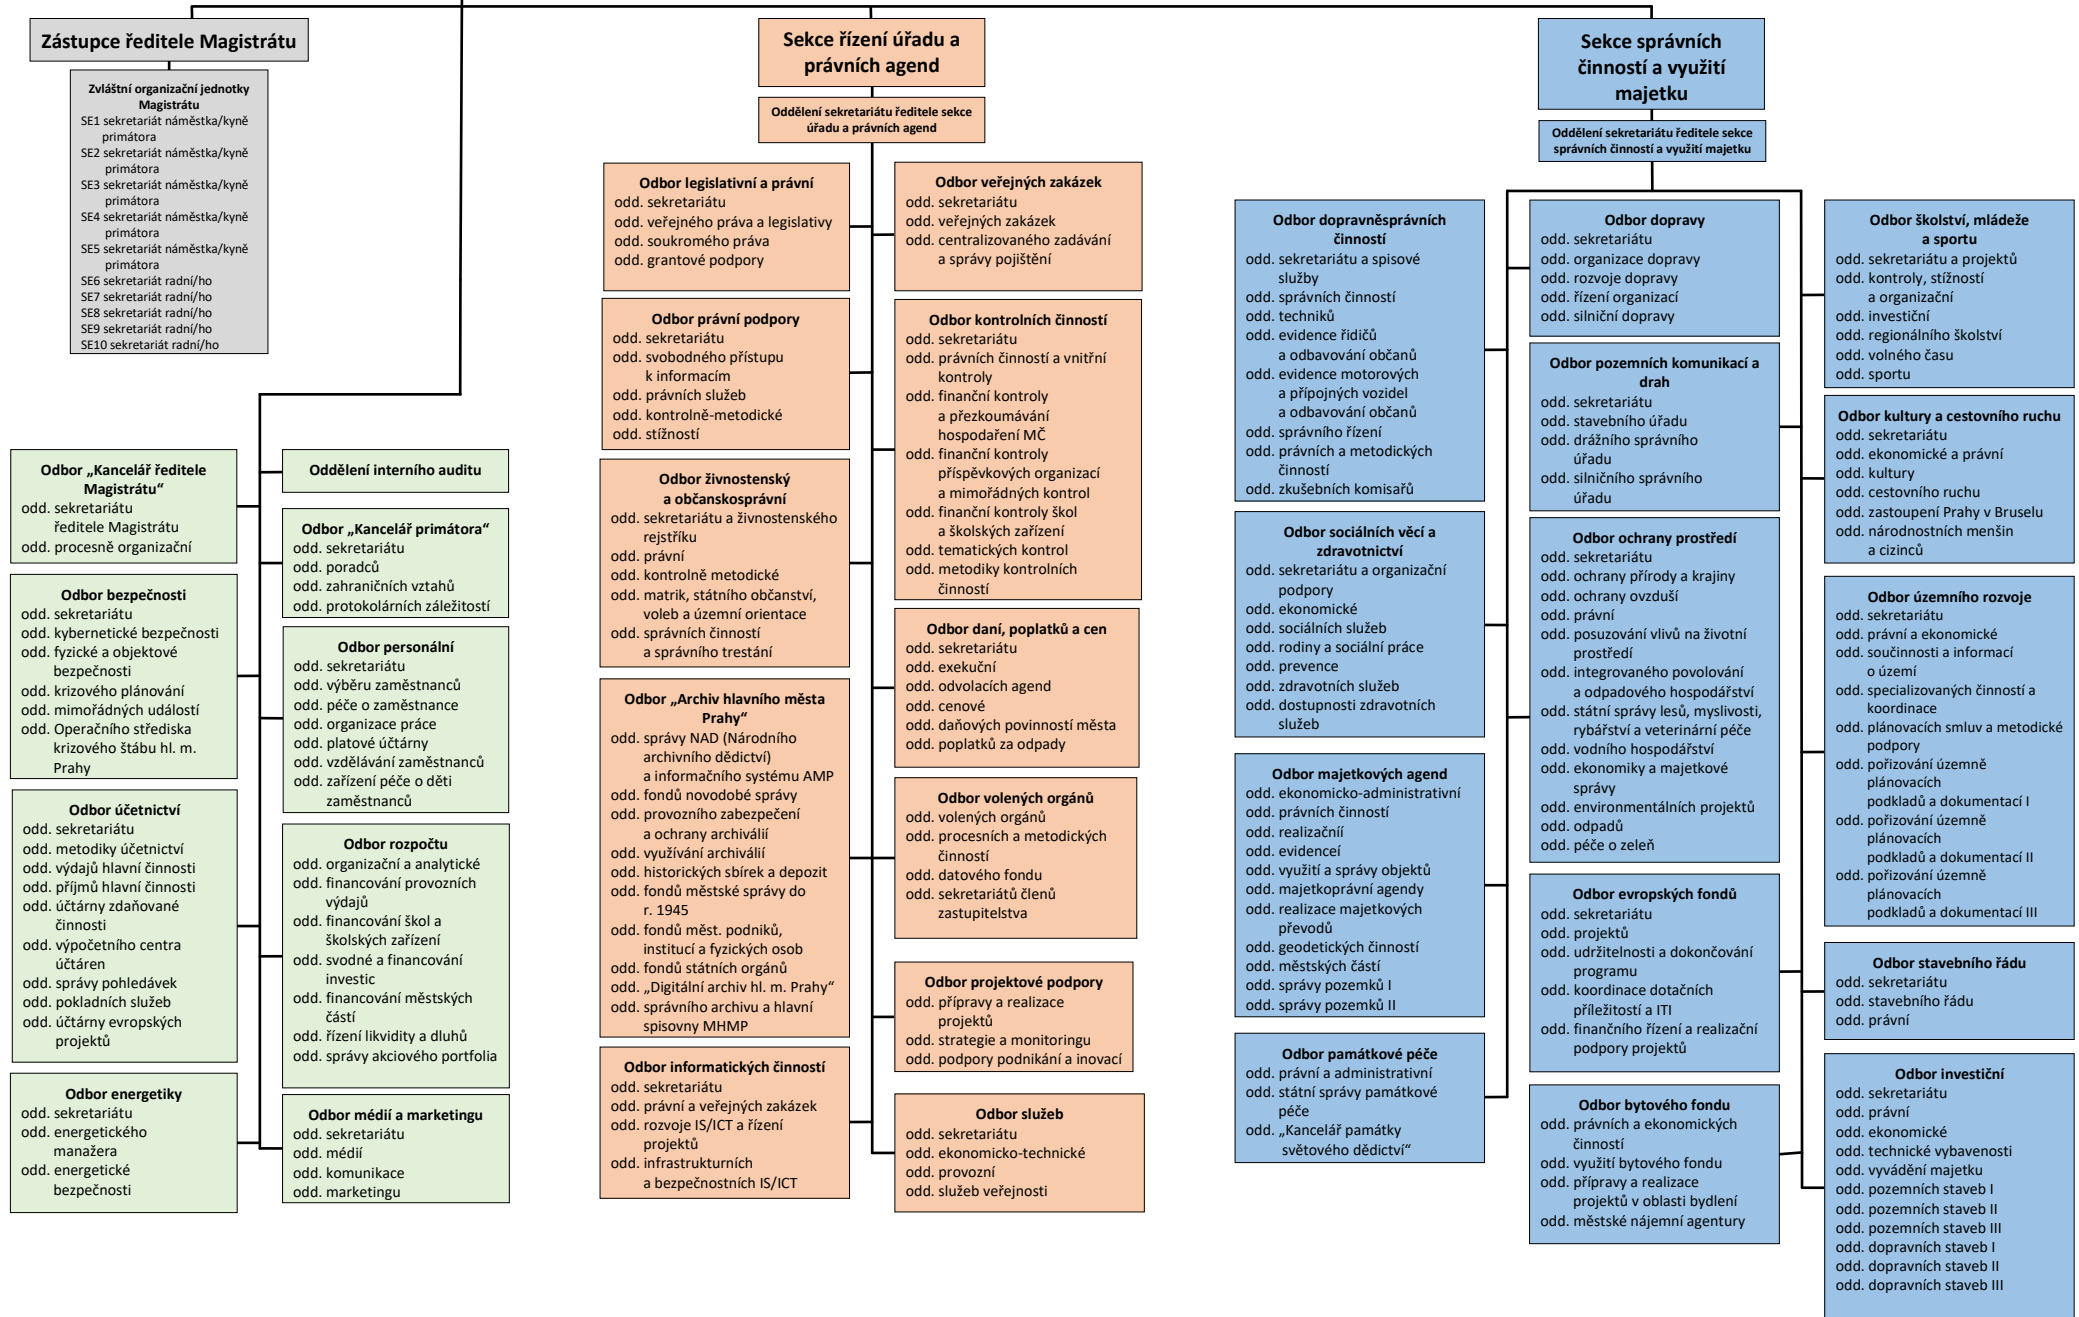 Zástupce ředitele Magistrátu
Zvláštní organizační jednotky
Magistrátu
SE1 sekretariát náměstka/kyně
primátora
SE2 sekretariát náměstka/kyně
primátora
SE3 sekretariát náměstka/kyně
primátora
SE4 sekretariát náměstka/kyně
primátora
SE5 sekretariát náměstka/kyně
primátora
SE6 sekretariát radní/ho
SE7 sekretariát radní/ho
SE8 sekretariát radní/ho
SE9 sekretariát radní/ho
SE10 sekretariát radní/ho
Odbor „Kancelář ředitele
Magistrátu“
odd. sekretariátu
ředitele Magistrátu
odd. procesně organizační
Odbor bezpečnosti
odd. sekretariátu
odd. kybernetické bezpečnosti
odd. fyzické a objektové
bezpečnosti
odd. krizového plánování
odd. mimořádných událostí
odd. Operačního střediska
krizového štábu hl. m.
Prahy
Odbor účetnictví
odd. sekretariátu
odd. metodiky účetnictví
odd. výdajů hlavní činnosti
odd. příjmů hlavní činnosti
odd. účtárny zdaňované
činnosti
odd. výpočetního centra
účtáren
odd. správy pohledávek
odd. pokladních služeb
odd. účtárny evropských
projektů
Odbor energetiky
odd. sekretariátu
odd. energetického
manažera
odd. energetické
bezpečnosti
Oddělení interního auditu
Odbor „Kancelář primátora“
odd. sekretariátu
odd. poradců
odd. zahraničních vztahů
odd. protokolárních záležitostí
Odbor personální
odd. sekretariátu
odd. výběru zaměstnanců
odd. péče o zaměstnance
odd. organizace práce
odd. platové účtárny
odd. vzdělávání zaměstnanců
odd. zařízení péče o děti
zaměstnanců
Odbor rozpočtu
odd. organizační a analytické
odd. financování provozních
výdajů
odd. financování škol a
školských zařízení
odd. svodné a financování
investic
odd. financování městských
částí
odd. řízení likvidity a dluhů
odd. správy akciového portfolia
Odbor médií a marketingu
odd. sekretariátu
odd. médií
odd. komunikace
odd. marketingu
Sekce řízení úřadu a
právních agend
Oddělení sekretariátu ředitele sekce
úřadu a právních agend
Odbor legislativní a právní
odd. sekretariátu
odd. veřejného práva a legislativy
odd. soukromého práva
odd. grantové podpory
Odbor právní podpory
odd. sekretariátu
odd. svobodného přístupu
k informacím
odd. právních služeb
odd. kontrolně-metodické
odd. stížností
Odbor živnostenský
a občanskosprávní
odd. sekretariátu a živnostenského
rejstříku
odd. právní
odd. kontrolně metodické
odd. matrik, státního občanství,
voleb a územní orientace
odd. správních činností
a správního trestání
Odbor „Archiv hlavního města
Prahy“
odd. správy NAD (Národního
archivního dědictví)
a informačního systému AMP
odd. fondů novodobé správy
odd. provozního zabezpečení
a ochrany archiválií
odd. využívání archiválií
odd. historických sbírek a depozit
odd. fondů městské správy do
r. 1945
odd. fondů měst. podniků,
institucí a fyzických osob
odd. fondů státních orgánů
odd. „Digitální archiv hl. m. Prahy“
odd. správního archivu a hlavní
spisovny MHMP
Odbor informatických činností
odd. sekretariátu
odd. právní a veřejných zakázek
odd. rozvoje IS/ICT a řízení
projektů
odd. infrastrukturních
a bezpečnostních IS/ICT
Odbor veřejných zakázek
odd. sekretariátu
odd. veřejných zakázek
odd. centralizovaného zadávání
a správy pojištění
Odbor kontrolních činností
odd. sekretariátu
odd. právních činností a vnitřní
kontroly
odd. finanční kontroly
a přezkoumávání
hospodaření MČ
odd. finanční kontroly
příspěvkových organizací
a mimořádných kontrol
odd. finanční kontroly škol
a školských zařízení
odd. tematických kontrol
odd. metodiky kontrolních
činností
Odbor daní, poplatků a cen
odd. sekretariátu
odd. exekuční
odd. odvolacích agend
odd. cenové
odd. daňových povinností města
odd. poplatků za odpady
Odbor volených orgánů
odd. volených orgánů
odd. procesních a metodických
činností
odd. datového fondu
odd. sekretariátů členů
zastupitelstva
Odbor projektové podpory
odd. přípravy a realizace
projektů
odd. strategie a monitoringu
odd. podpory podnikání a inovací
Odbor služeb
odd. sekretariátu
odd. ekonomicko-technické
odd. provozní
odd. služeb veřejnosti
Sekce správních
činností a využití
majetku
Oddělení sekretariátu ředitele sekce
správních činností a využití majetku
Odbor dopravněsprávních
činností
odd. sekretariátu a spisové
služby
odd. správních činností
odd. techniků
odd. evidence řidičů
a odbavování občanů
odd. evidence motorových
a přípojných vozidel
a odbavování občanů
odd. správního řízení
odd. právních a metodických
činností
odd. zkušebních komisařů
Odbor sociálních věcí a
zdravotnictví
odd. sekretariátu a organizační
podpory
odd. ekonomické
odd. sociálních služeb
odd. rodiny a sociální práce
odd. prevence
odd. zdravotních služeb
odd. dostupnosti zdravotních
služeb
Odbor majetkových agend
odd. ekonomicko-administrativní
odd. právních činností
odd. realizačníí
odd. evidenceí
odd. využití a správy objektů
odd. majetkoprávní agendy
odd. realizace majetkových
převodů
odd. geodetických činností
odd. městských částí
odd. správy pozemků I
odd. správy pozemků II
Odbor památkové péče
odd. právní a administrativní
odd. státní správy památkové
péče
odd. „Kancelář památky
světového dědictví“
Odbor dopravy
odd. sekretariátu
odd. organizace dopravy
odd. rozvoje dopravy
odd. řízení organizací
odd. silniční dopravy
Odbor pozemních komunikací a
drah
odd. sekretariátu
odd. stavebního úřadu
odd. drážního správního
úřadu
odd. silničního správního
úřadu
Odbor ochrany prostředí
odd. sekretariátu
odd. ochrany přírody a krajiny
odd. ochrany ovzduší
odd. právní
odd. posuzování vlivů na životní
prostředí
odd. integrovaného povolování
a odpadového hospodářství
odd. státní správy lesů, myslivosti,
rybářství a veterinární péče
odd. vodního hospodářství
odd. ekonomiky a majetkové
správy
odd. environmentálních projektů
odd. odpadů
odd. péče o zeleň
Odbor evropských fondů
odd. sekretariátu
odd. projektů
odd. udržitelnosti a dokončování
programu
odd. koordinace dotačních
příležitostí a ITI
odd. finančního řízení a realizační
podpory projektů
Odbor bytového fondu
odd. právních a ekonomických
činností
odd. využití bytového fondu
odd. přípravy a realizace
projektů v oblasti bydlení
odd. městské nájemní agentury
Odbor školství, mládeže
a sportu
odd. sekretariátu a projektů
odd. kontroly, stížností
a organizační
odd. investiční
odd. regionálního školství
odd. volného času
odd. sportu
Odbor kultury a cestovního ruchu
odd. sekretariátu
odd. ekonomické a právní
odd. kultury
odd. cestovního ruchu
odd. zastoupení Prahy v Bruselu
odd. národnostních menšin
a cizinců
Odbor územního rozvoje
odd. sekretariátu
odd. právní a ekonomické
odd. součinnosti a informací
o území
odd. specializovaných činností a
koordinace
odd. plánovacích smluv a metodické
podpory
odd. pořizování územně
plánovacích
podkladů a dokumentací I
odd. pořizování územně
plánovacích
podkladů a dokumentací II
odd. pořizování územně
plánovacích
podkladů a dokumentací III
Odbor stavebního řádu
odd. sekretariátu
odd. stavebního řádu
odd. právní
Odbor investiční
odd. sekretariátu
odd. právní
odd. ekonomické
odd. technické vybavenosti
odd. vyvádění majetku
odd. pozemních staveb I
odd. pozemních staveb II
odd. pozemních staveb III
odd. dopravních staveb I
odd. dopravních staveb II
odd. dopravních staveb III